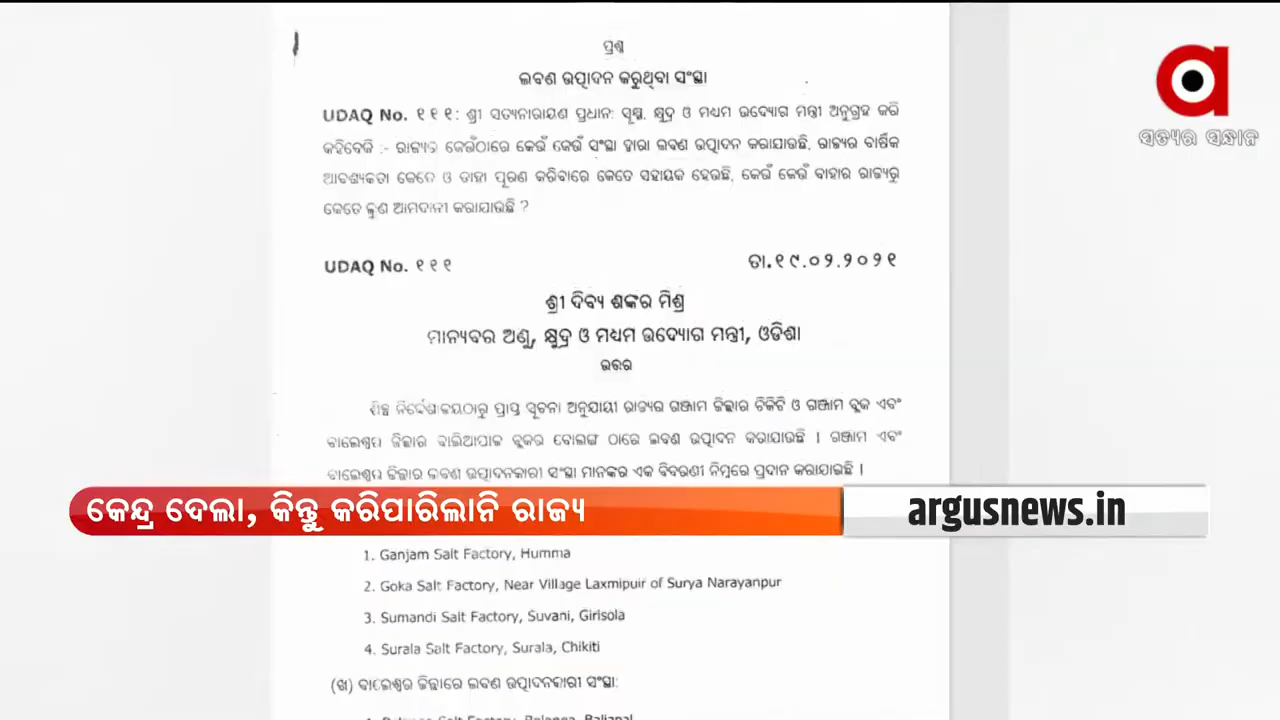 ପ୍ରଶ୍ନ
ଲବଣ ଉତ୍ପାଦନ କରୁଥିବା ସଂସ୍ଥା
UDAQ No. ୧୧୧: ଶ୍ରୀ ସତ୍ୟନାରାୟଣ ପ୍ରଧାନ: ସୂକ୍ଷ୍ମ, କ୍ଷୁଦ୍ର ଓ ମଧ୍ୟମ ଉଦ୍ୟୋଗ ମନ୍ତ୍ରୀ ଅନୁଗ୍ରହ କରି
କହିବେକି :- ରାଜ୍ୟର କେଉଁଠାରେ କେଉଁ କେଉଁ ସଂସ୍ଥା ଦ୍ୱାରା ଲବଣ ଉତ୍ପାଦନ କରାଯାଉଛି, ରାଜ୍ୟର ବାର୍ଷିକ
ଆବଶ୍ୟକତା କେତେ ଓ ତାହା ପୂରଣ କରିବାରେ କେତେ ସହାୟକ ହେଉଛି, କେଉଁ କେଉଁ ବାହାର ରାଜ୍ୟରୁ
କେତେ ଲୁଣ ଆମଦାନୀ କରାଯାଉଛି ?
UDAQ No. ୧୧୧ ତା.୧୯.୦୨.୨୦୨୧
ଶ୍ରୀ ଦିବ୍ୟ ଶଙ୍କର ମିଶ୍ର
ମାନ୍ୟବର ଅଣୁ, କ୍ଷୁଦ୍ର ଓ ମଧ୍ୟମ ଉଦ୍ୟୋଗ ମନ୍ତ୍ରୀ, ଓଡିଶା
ଉତ୍ତର
ଶିଳ୍ପ ନିର୍ଦ୍ଦେଶାଳୟଠାରୁ ପ୍ରାପ୍ତ ସୂଚନା ଅନୁଯାୟୀ ରାଜ୍ୟର ଗଞ୍ଜାମ ଜିଲ୍ଲାର ଚିକିଟି ଓ ଗଞ୍ଜାମ ବ୍ଲକ ଏବଂ
ବାଲେଶ୍ୱର ଜିଲ୍ଲାର ବାଲିଆପାଳ ବ୍ଲକର ବୋଲଙ୍ଗ ଠାରେ ଲବଣ ଉତ୍ପାଦନ କରାଯାଉଛି । ଗଞ୍ଜାମ ଏବଂ
ବାଲେଶ୍ୱର ଜିଲ୍ଲାର ଲବଣ ଉତ୍ପାଦନକାରୀ ସଂସ୍ଥା ମାନଙ୍କର ଏକ ବିବରଣୀ ନିମ୍ନରେ ପ୍ରଦାନ କରାଯାଇଛି ।
1. Ganjam Salt Factory, Humma
2. Goka Salt Factory, Near Village Laxmipuir of Surya Narayanpur
3. Sumandi Salt Factory, Suvani, Girisola
4. Surala Salt Factory, Surala, Chikiti
(ଖ) ବାଲେଶ୍ୱର ଜିଲ୍ଲାରେ ଲବଣ ଉତ୍ପାଦନକାରୀ ସଂସ୍ଥା:
a
ସତ୍ୟର ସନ୍ଧାନ
କେନ୍ଦ୍ର ଦେଲା, କିନ୍ତୁ କରିପାରିଲାନି ରାଜ୍ୟ
argusnews.in